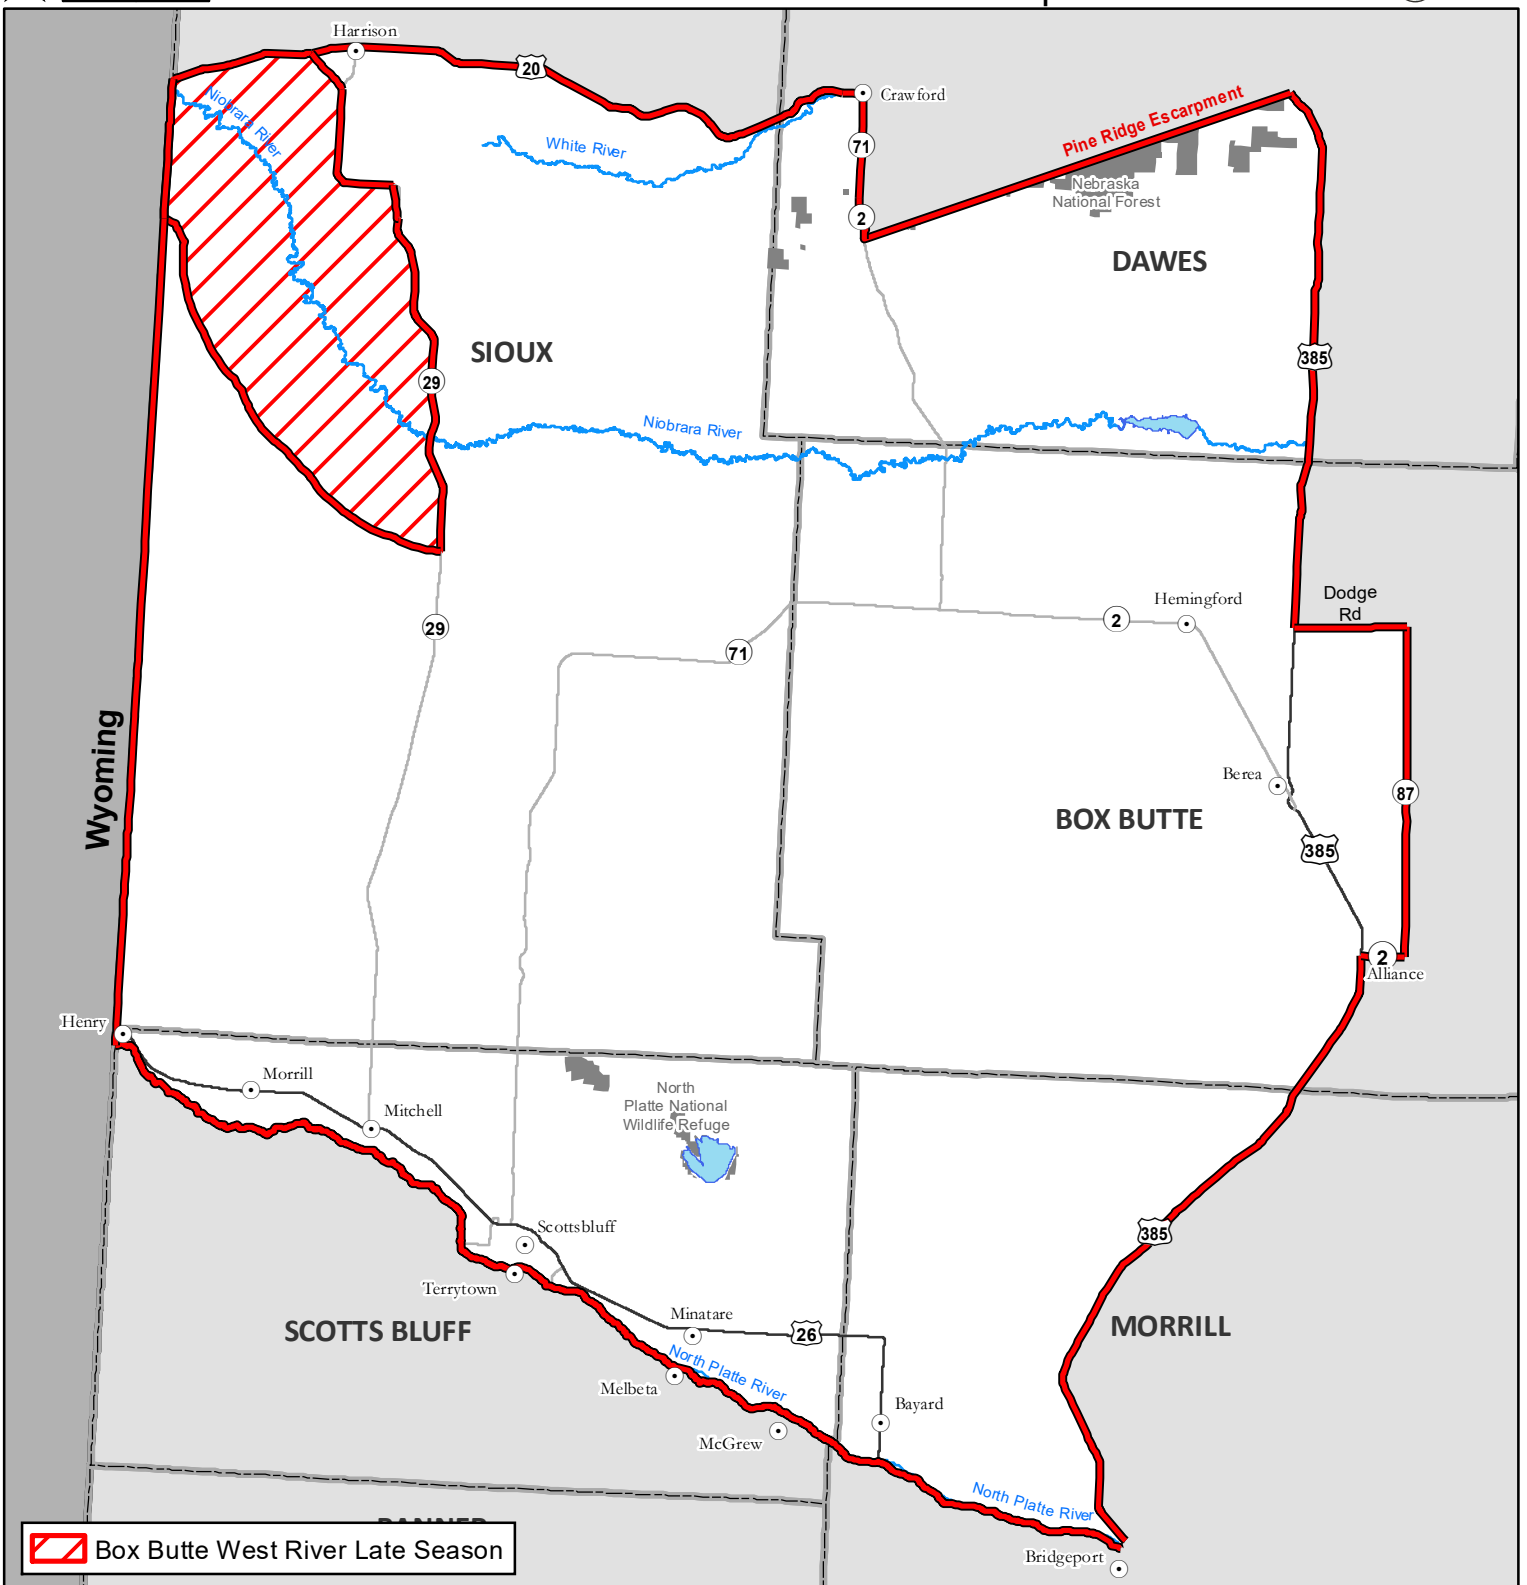 Harrison
20
Crawford
Niobrara River
White River
71
Pine Ridge Escarpment
Nebraska
National Forest
2
DAWES
SIOUX
385
29
Niobrara River
Dodge
Rd
Hemingford
2
29
71
Wyoming
Berea
87
BOX BUTTE
385
2
Alliance
Henry
Morrill
North
Platte National
Wildlife Refuge
Mitchell
Scottsbluff
385
Terrytown
Minatare
26
SCOTTS BLUFF
MORRILL
North Platte River
Melbeta
Bayard
McGrew
North Platte River
Bridgeport
Box Butte West River Late Season